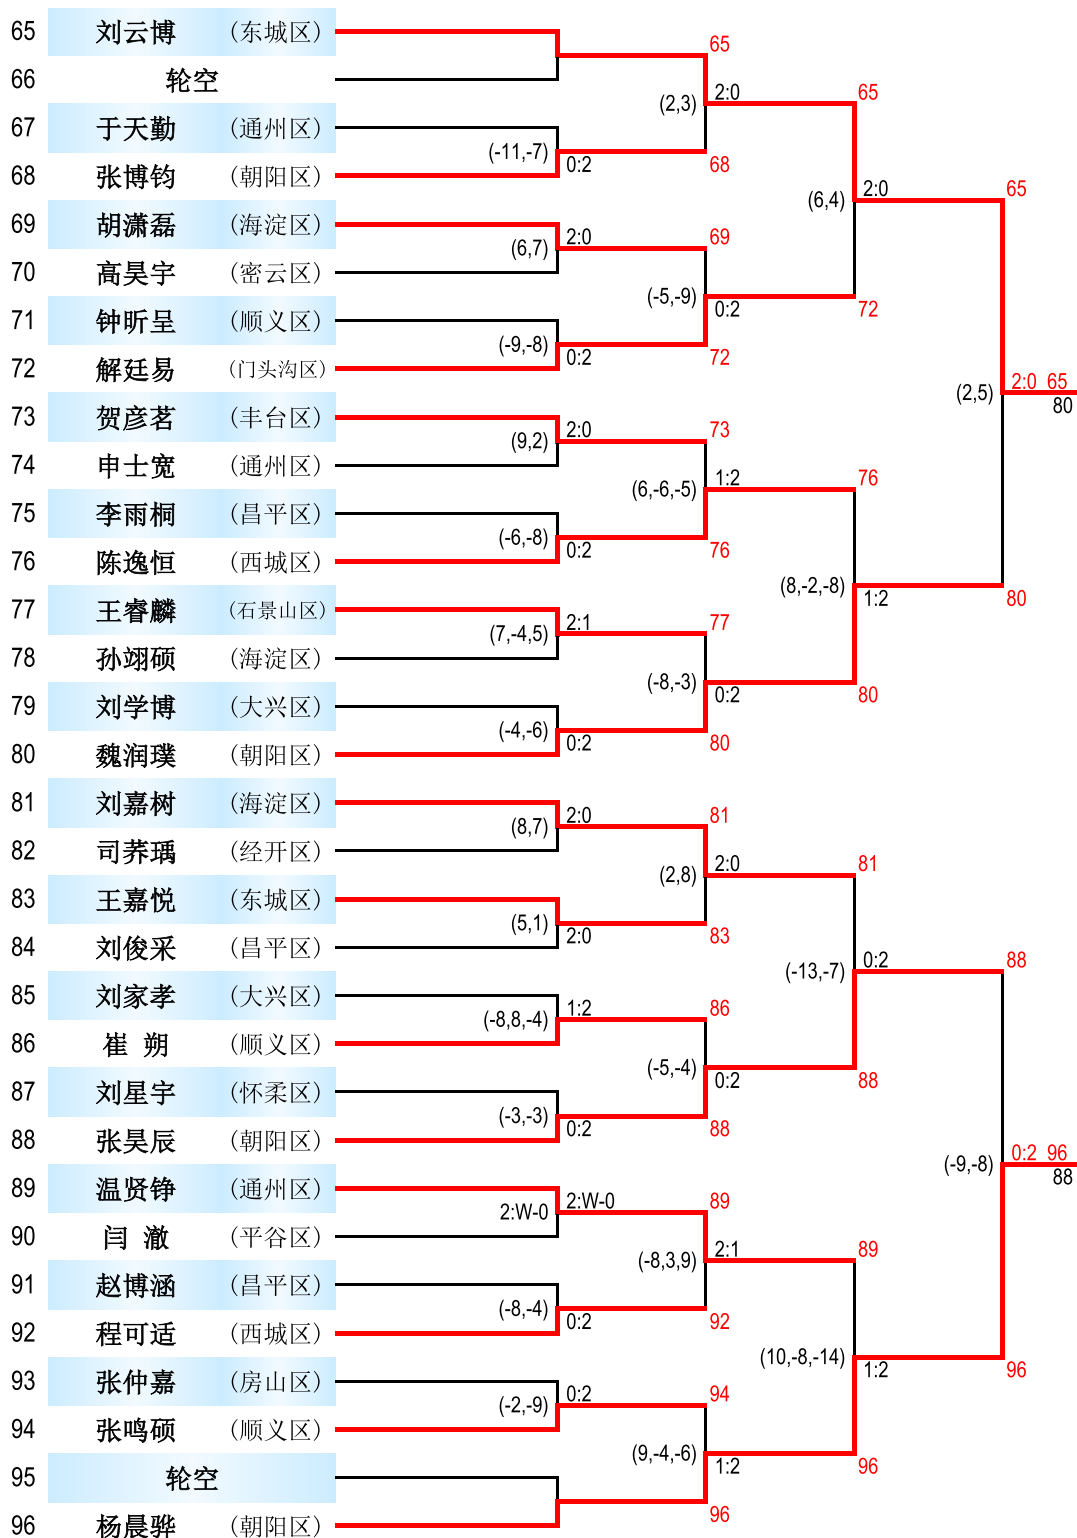 65 刘云博 (东城区)
65
66 轮空
(2,3) 2:0
65
67 于天勤 (通州区)
(-11,-7) 0:2
68
68 张博钧 (朝阳区)
(6,4) 2:0
65
69 胡潇磊 (海淀区)
(6,7) 2:0
69
70 高昊宇 (密云区)
(-5,-9) 0:2
72
71 钟昕呈 (顺义区)
(-9,-8) 0:2
72
72 解廷易 (门头沟区)
(2,5) 2:0 65
80
73 贺彦茗 (丰台区)
(9,2) 2:0
73
74 申士宽 (通州区)
(6,-6,-5) 1:2
76
75 李雨桐 (昌平区)
(-6,-8) 0:2
76
76 陈逸恒 (西城区)
(8,-2,-8) 1:2
80
77 王睿麟 (石景山区)
(7,-4,5) 2:1
77
78 孙翊硕 (海淀区)
(-8,-3) 0:2
80
79 刘学博 (大兴区)
(-4,-6) 0:2
80
80 魏润璞 (朝阳区)
81 刘嘉树 (海淀区)
(8,7) 2:0
81
82 司荞瑀 (经开区)
(2,8) 2:0
81
83 王嘉悦 (东城区)
(5,1) 2:0
83
84 刘俊采 (昌平区)
(-13,-7) 0:2
88
85 刘家孝 (大兴区)
(-8,8,-4) 1:2
86
86 崔朔 (顺义区)
(-5,-4) 0:2
88
87 刘星宇 (怀柔区)
(-3,-3) 0:2
88
88 张昊辰 (朝阳区)
(-9,-8) 0:2 96
88
89 温贤铮 (通州区)
2:W-0 2:W-0
89
90 闫澈 (平谷区)
(-8,3,9) 2:1
89
91 赵博涵 (昌平区)
(-8,-4) 0:2
92
92 程可适 (西城区)
(10,-8,-14) 1:2
96
93 张仲嘉 (房山区)
(-2,-9) 0:2
94
94 张鸣硕 (顺义区)
(9,-4,-6) 1:2
96
95 轮空
96
96 杨晨骅 (朝阳区)